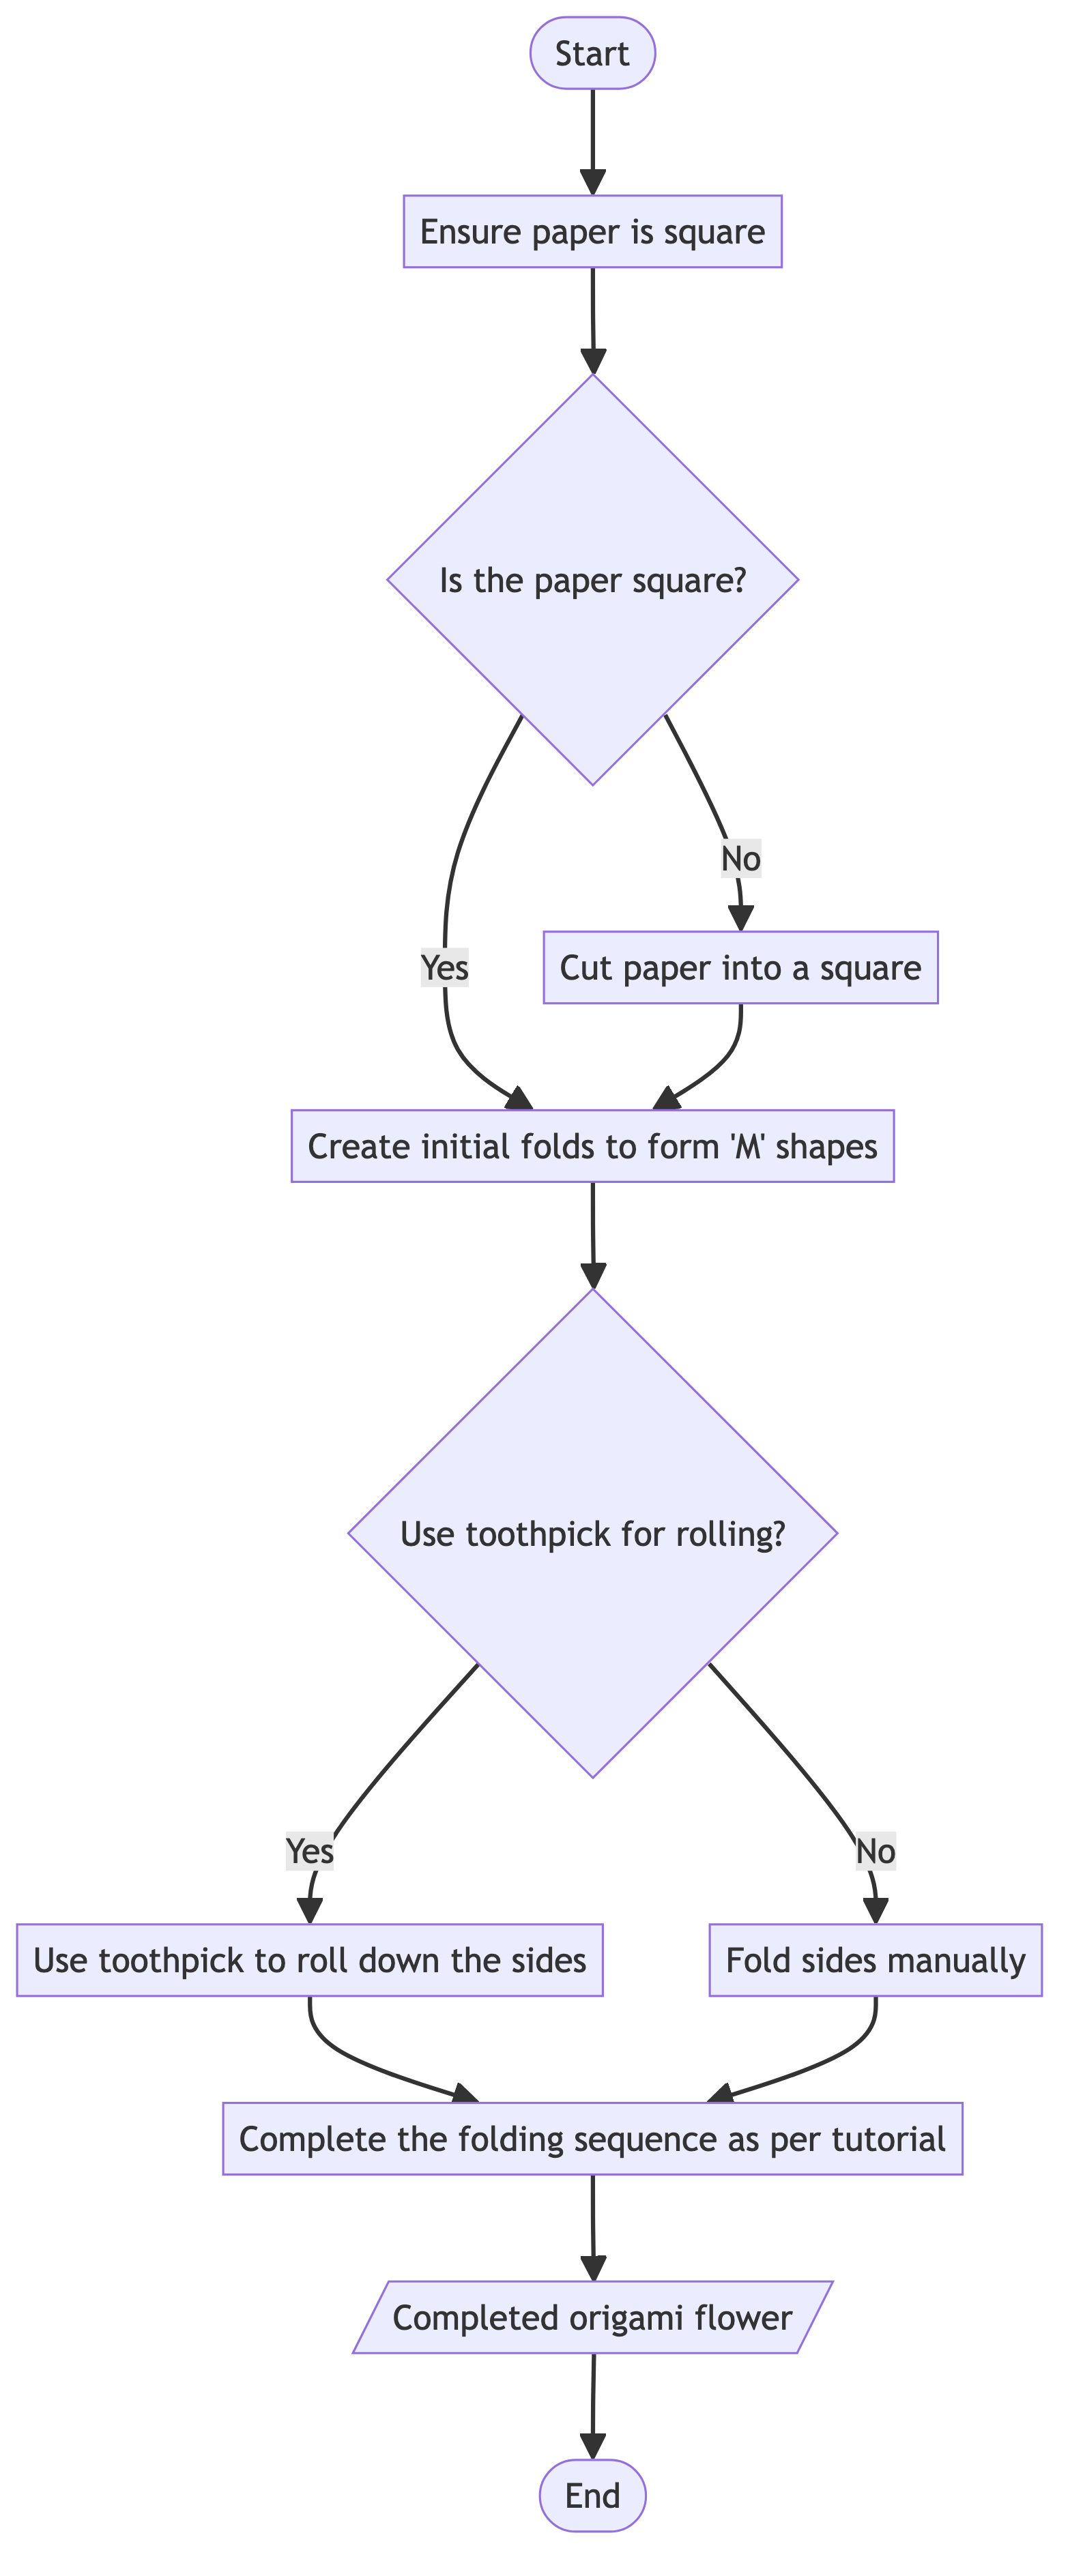 Start
Ensure paper is square
Is the paper square?
No
Yes
Cut paper into a square
Create initial folds to form 'M' shapes
Use toothpick for rolling?
Yes
No
Use toothpick to roll down the sides
Fold sides manually
Complete the folding sequence as per tutorial
Completed origami flower
End